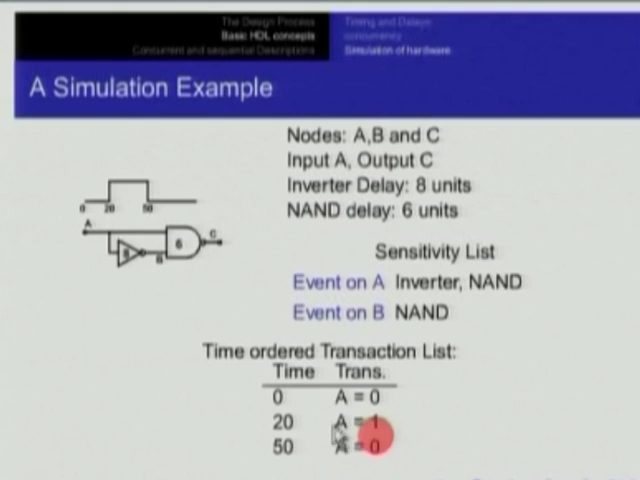 The Design Process
Basic HDL concepts
Concurrent and sequential Descriptions
Timing and Delays
concurrency
Simulation of hardware
A Simulation Example
Nodes: A,B and C
Input A, Output C
Inverter Delay: 8 units
NAND delay: 6 units
0 20 50
A
8 B 6 C
Sensitivity List
Event on A Inverter, NAND
Event on B NAND
Time ordered Transaction List:
Time Trans.
0 A = 0
20 A = 1
50 A = 0